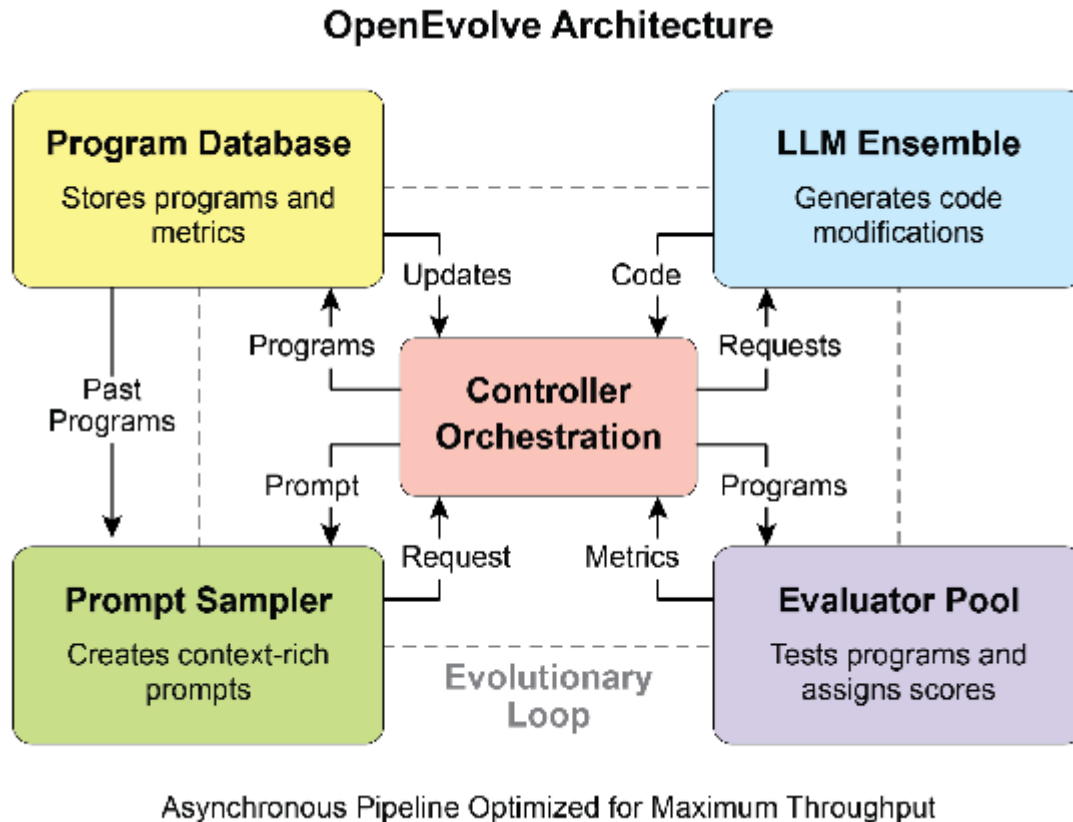 OpenEvolve Architecture
Program Database
Stores programs and
metrics
LLM Ensemble
Generates code
modifications
Updates
Code
Programs
Requests
Controller
Orchestration
Past
Programs
Prompt
Programs
Request
Metrics
Prompt Sampler
Creates context-rich
prompts
Evaluator Pool
Tests programs and
assigns scores
Evolutionary
Loop
Asynchronous Pipeline Optimized for Maximum Throughput